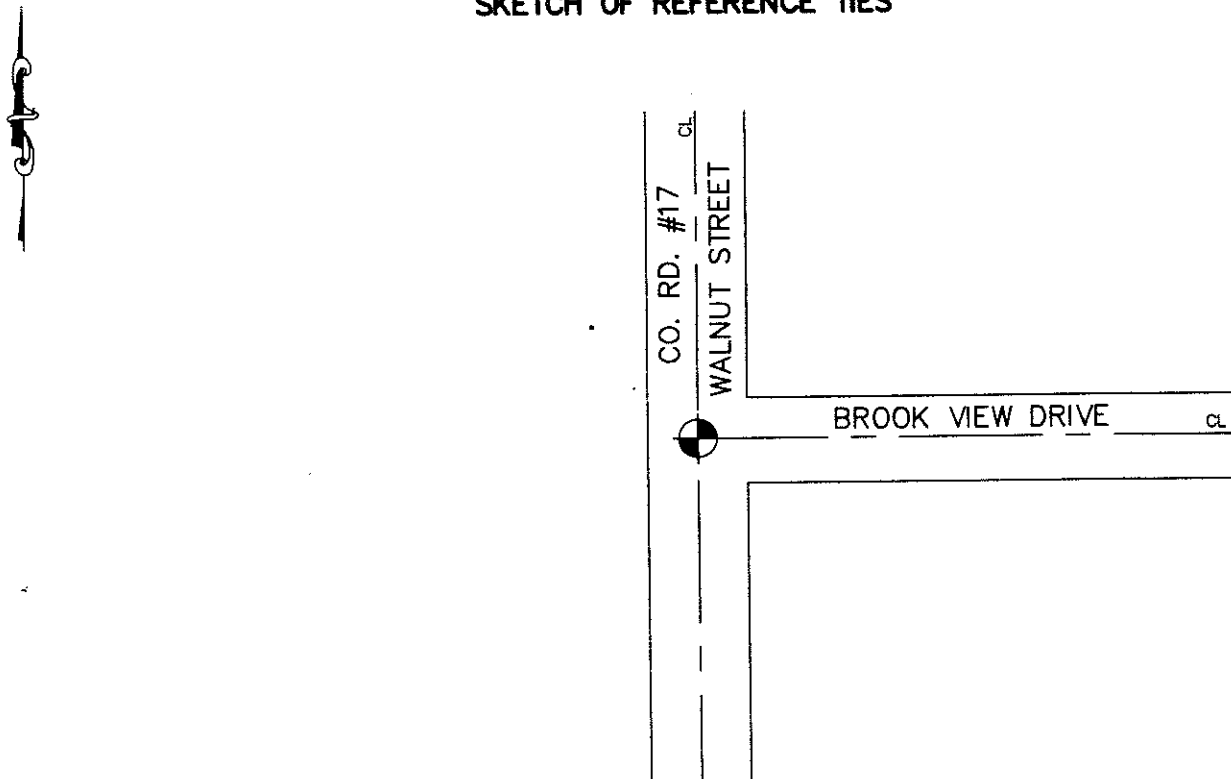 SKETCH OF REFERENCE TIES
CL
CO. RD. #17
WALNUT STREET
BROOK VIEW DRIVE
CL